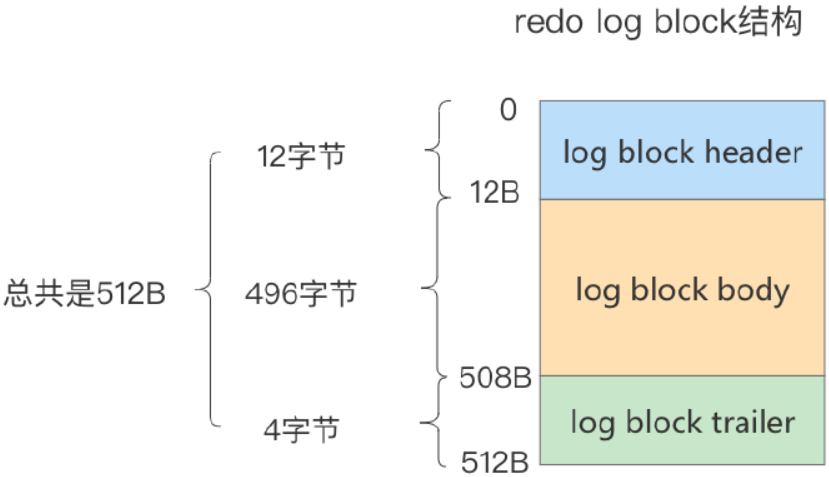 redo log block结构
0
12字节
log block header
12B
总共是512B
496字节
log block body
508B
4字节
log block trailer
512B